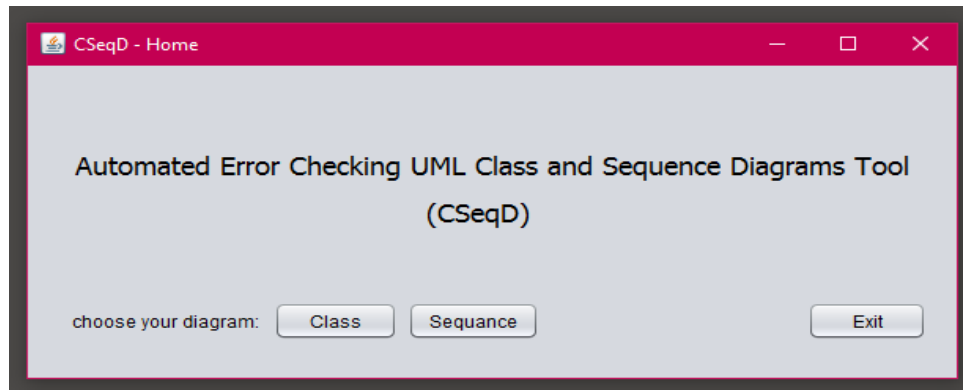 CSeqD - Home
Automated Error Checking UML Class and Sequence Diagrams Tool
(CSeqD)
choose your diagram: Class Sequance Exit